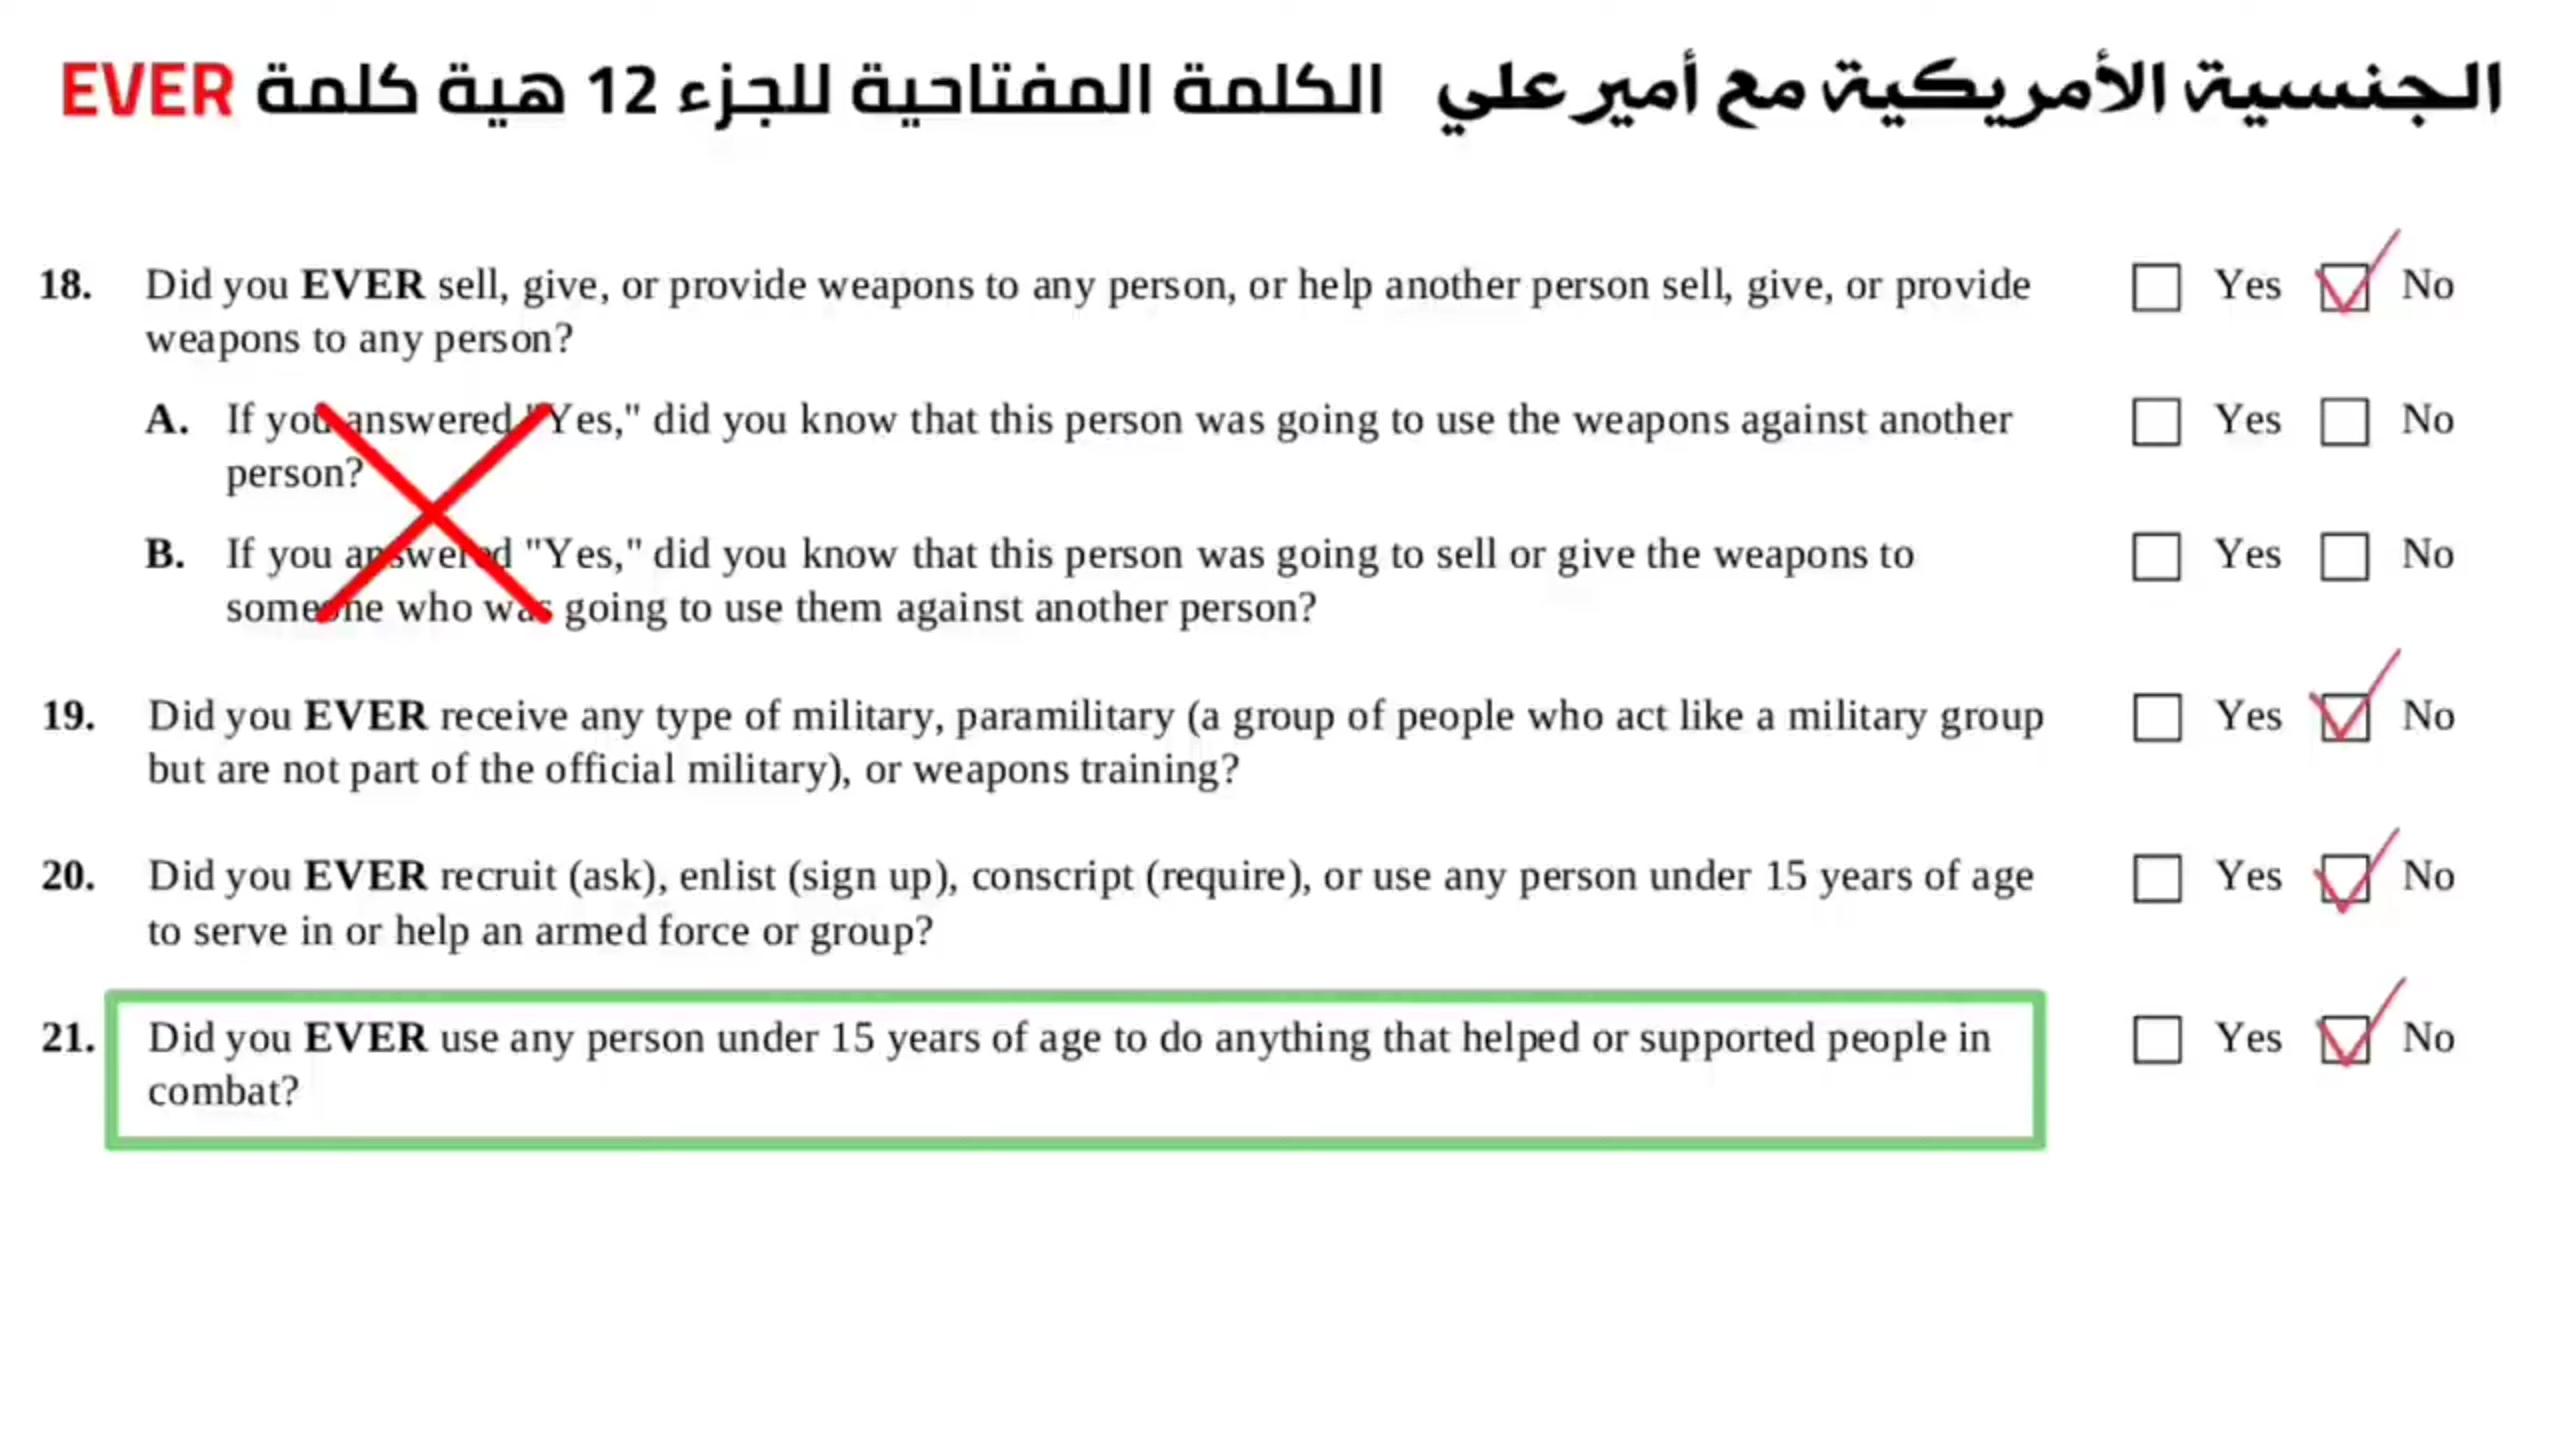 الجنسية الأمريكية مع أمير علي الكلمة المفتاحية للجزء 12 هية كلمة EVER
18. Did you EVER sell, give, or provide weapons to any person, or help another person sell, give, or provide Yes No
weapons to any person?
A. If you answered "Yes," did you know that this person was going to use the weapons against another Yes No
person?
B. If you answered "Yes," did you know that this person was going to sell or give the weapons to Yes No
someone who was going to use them against another person?
19. Did you EVER receive any type of military, paramilitary (a group of people who act like a military group Yes No
but are not part of the official military), or weapons training?
20. Did you EVER recruit (ask), enlist (sign up), conscript (require), or use any person under 15 years of age Yes No
to serve in or help an armed force or group?
21. Did you EVER use any person under 15 years of age to do anything that helped or supported people in Yes No
combat?